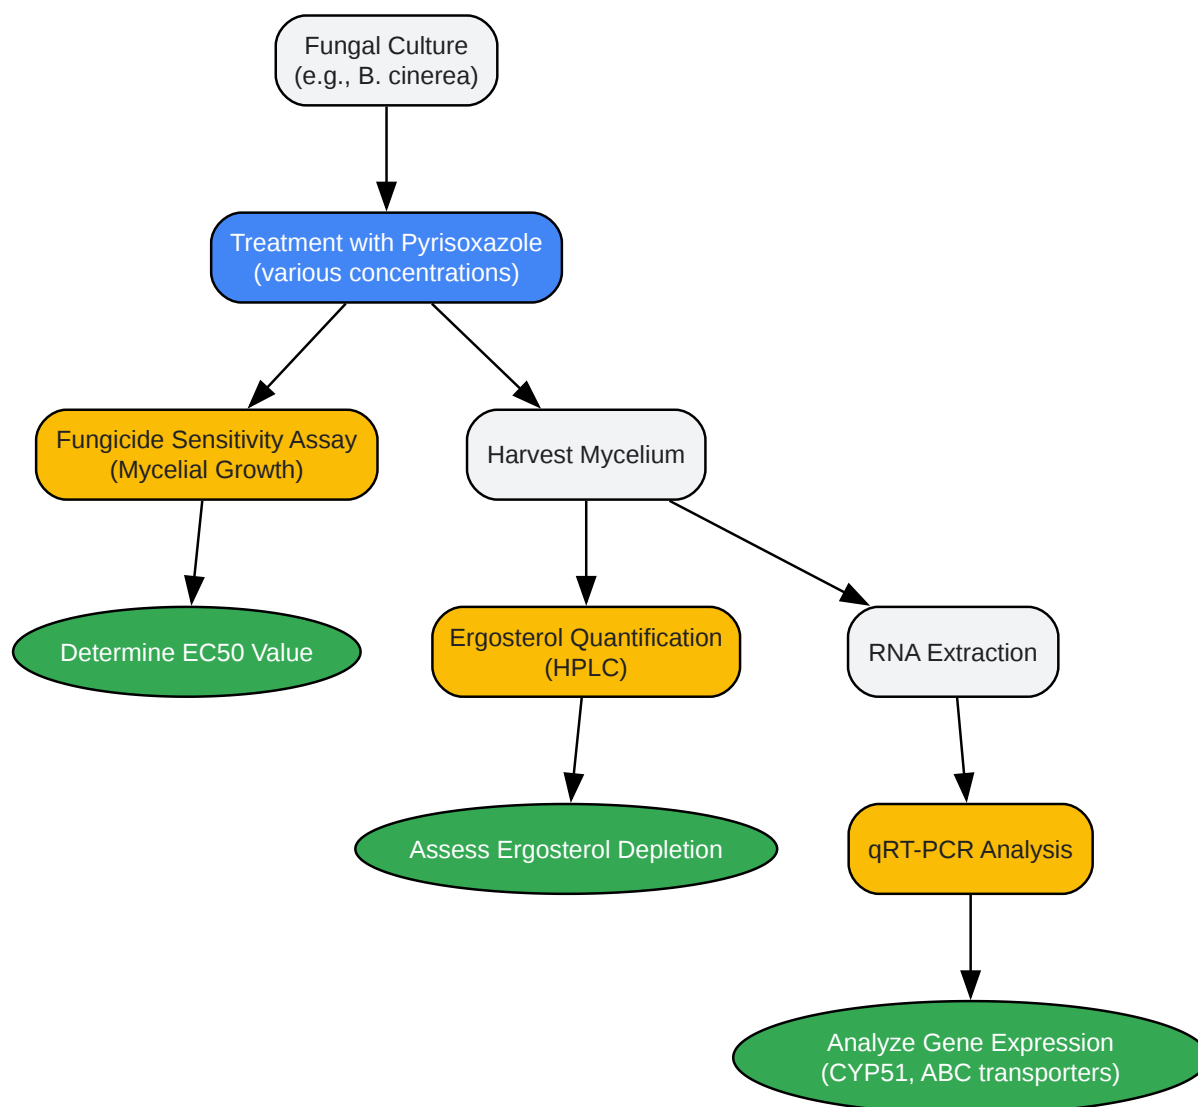 Fungal Culture
(e.g., B. cinerea)
Treatment with Pyrisoxazole
(various concentrations)
Fungicide Sensitivity Assay
(Mycelial Growth)
Harvest Mycelium
Determine EC50 Value
Ergosterol Quantification
(HPLC)
RNA Extraction
Assess Ergosterol Depletion
qRT-PCR Analysis
Analyze Gene Expression
(CYP51, ABC transporters)